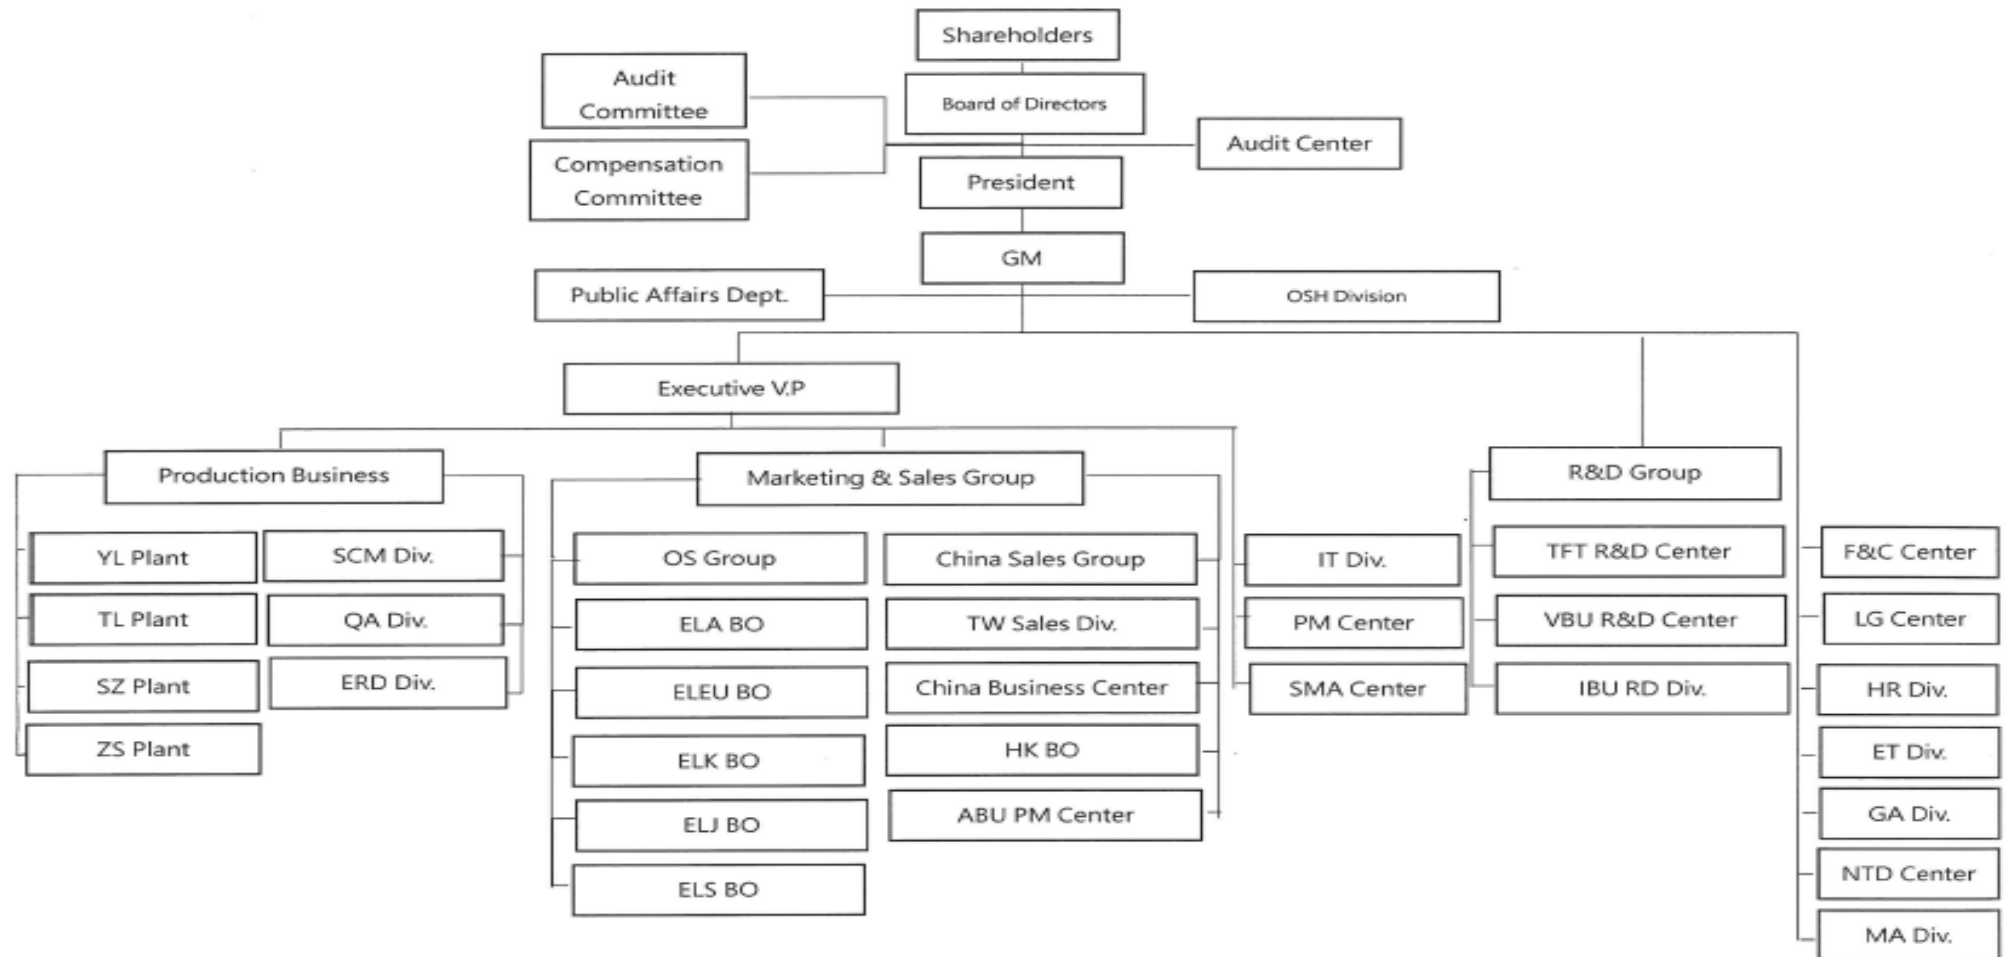 Shareholders
Audit
Committee
Board of Directors
Audit Center
Compensation
Committee
President
GM
Public Affairs Dept.
OSH Division
Executive V.P
Production Business
Marketing & Sales Group
R&D Group
YL Plant
SCM Div.
TL Plant
QA Div.
SZ Plant
ERD Div.
ZS Plant
OS Group
China Sales Group
ELA BO
TW Sales Div.
ELEU BO
China Business Center
ELK BO
HK BO
ELJ BO
ABU PM Center
ELS BO
IT Div.
PM Center
SMA Center
TFT R&D Center
VBU R&D Center
IBU RD Div.
F&C Center
LG Center
HR Div.
ET Div.
GA Div.
NTD Center
MA Div.